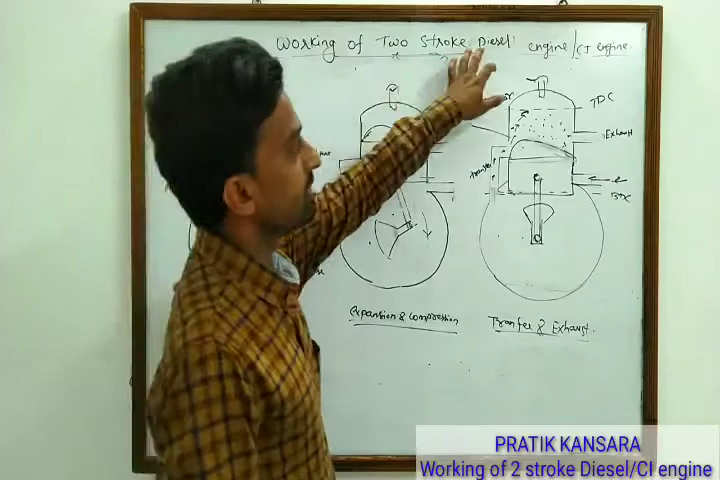 Working of Two Stroke Diesel engine/CI engine
TDC
Exhaust
transfer
BDC
Expansion & Compression
Tranfer & Exhaust.
PRATIK KANSARA
Working of 2 stroke Diesel/CI engine